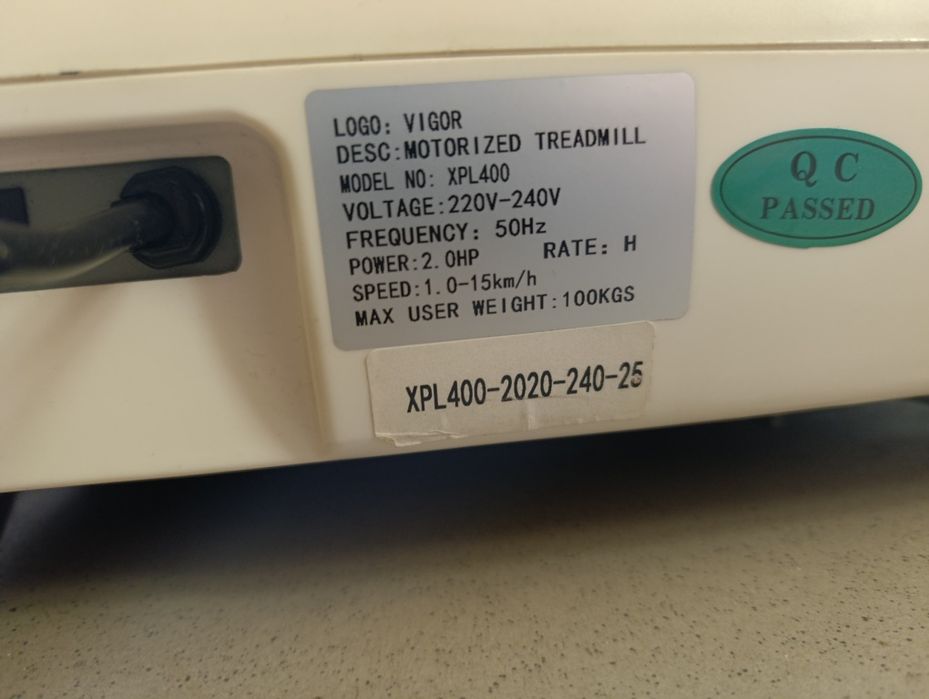 LOGO: VIGOR
DESC:MOTORIZED TREADMILL
MODEL NO: XPL400
VOLTAGE:220V-240V
FREQUENCY: 50Hz
POWER:2.0HP RATE: H
SPEED:1.0-15km/h
MAX USER WEIGHT:100KGS
XPL400-2020-240-25
QC
PASSED